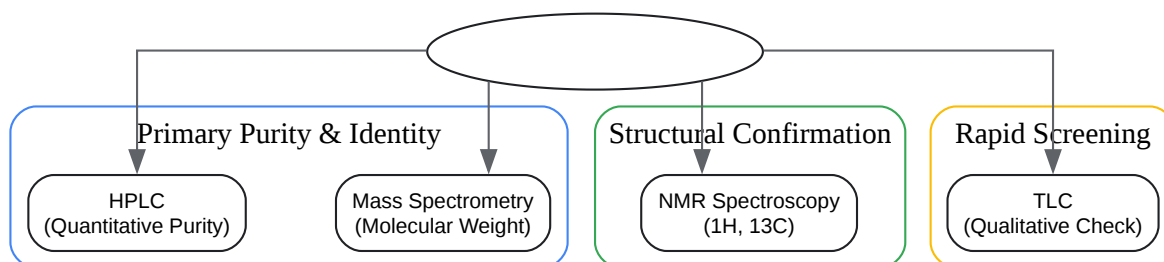 Primary Purity & Identity
HPLC
(Quantitative Purity)
Mass Spectrometry
(Molecular Weight)
Structural Confirmation
NMR Spectroscopy
(1H, 13C)
Rapid Screening
TLC
(Qualitative Check)